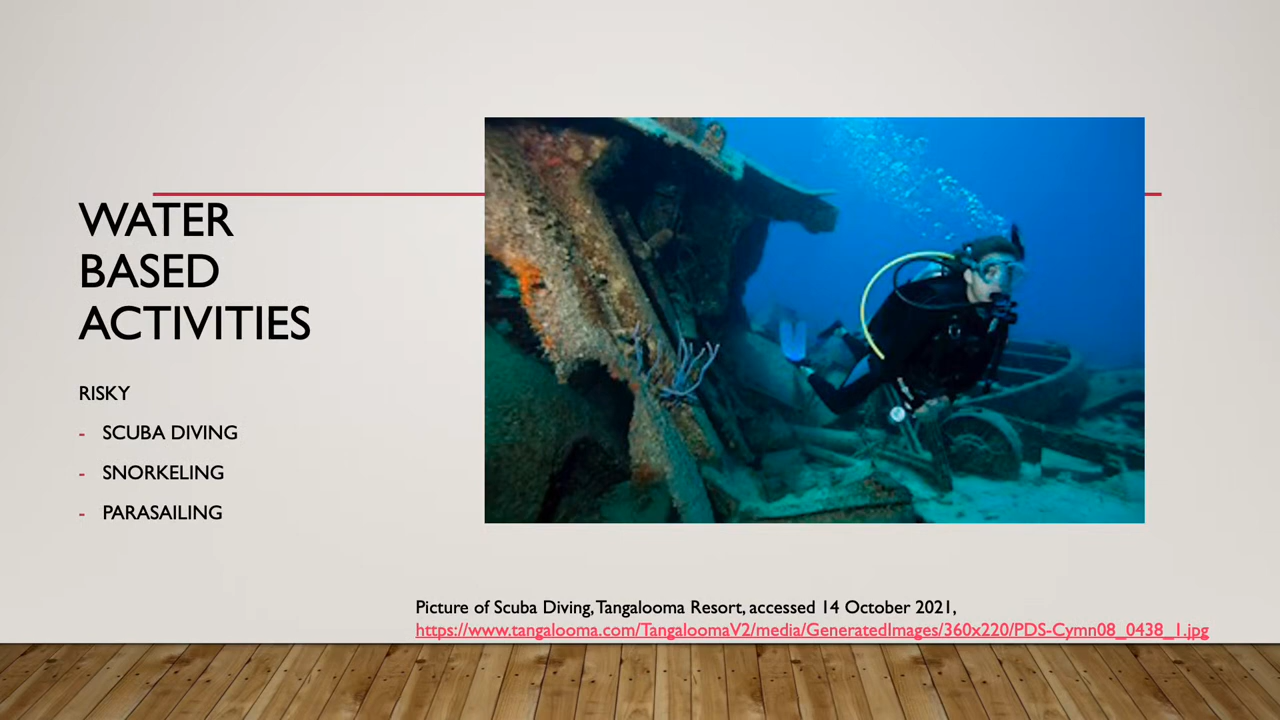 WATER
BASED
ACTIVITIES
RISKY
- SCUBA DIVING
- SNORKELING
- PARASAILING
Picture of Scuba Diving, Tangalooma Resort, accessed 14 October 2021,
https://www.tangalooma.com/TangaloomaV2/media/GeneratedImages/360x220/PDS-Cymn08_0438_1.jpg